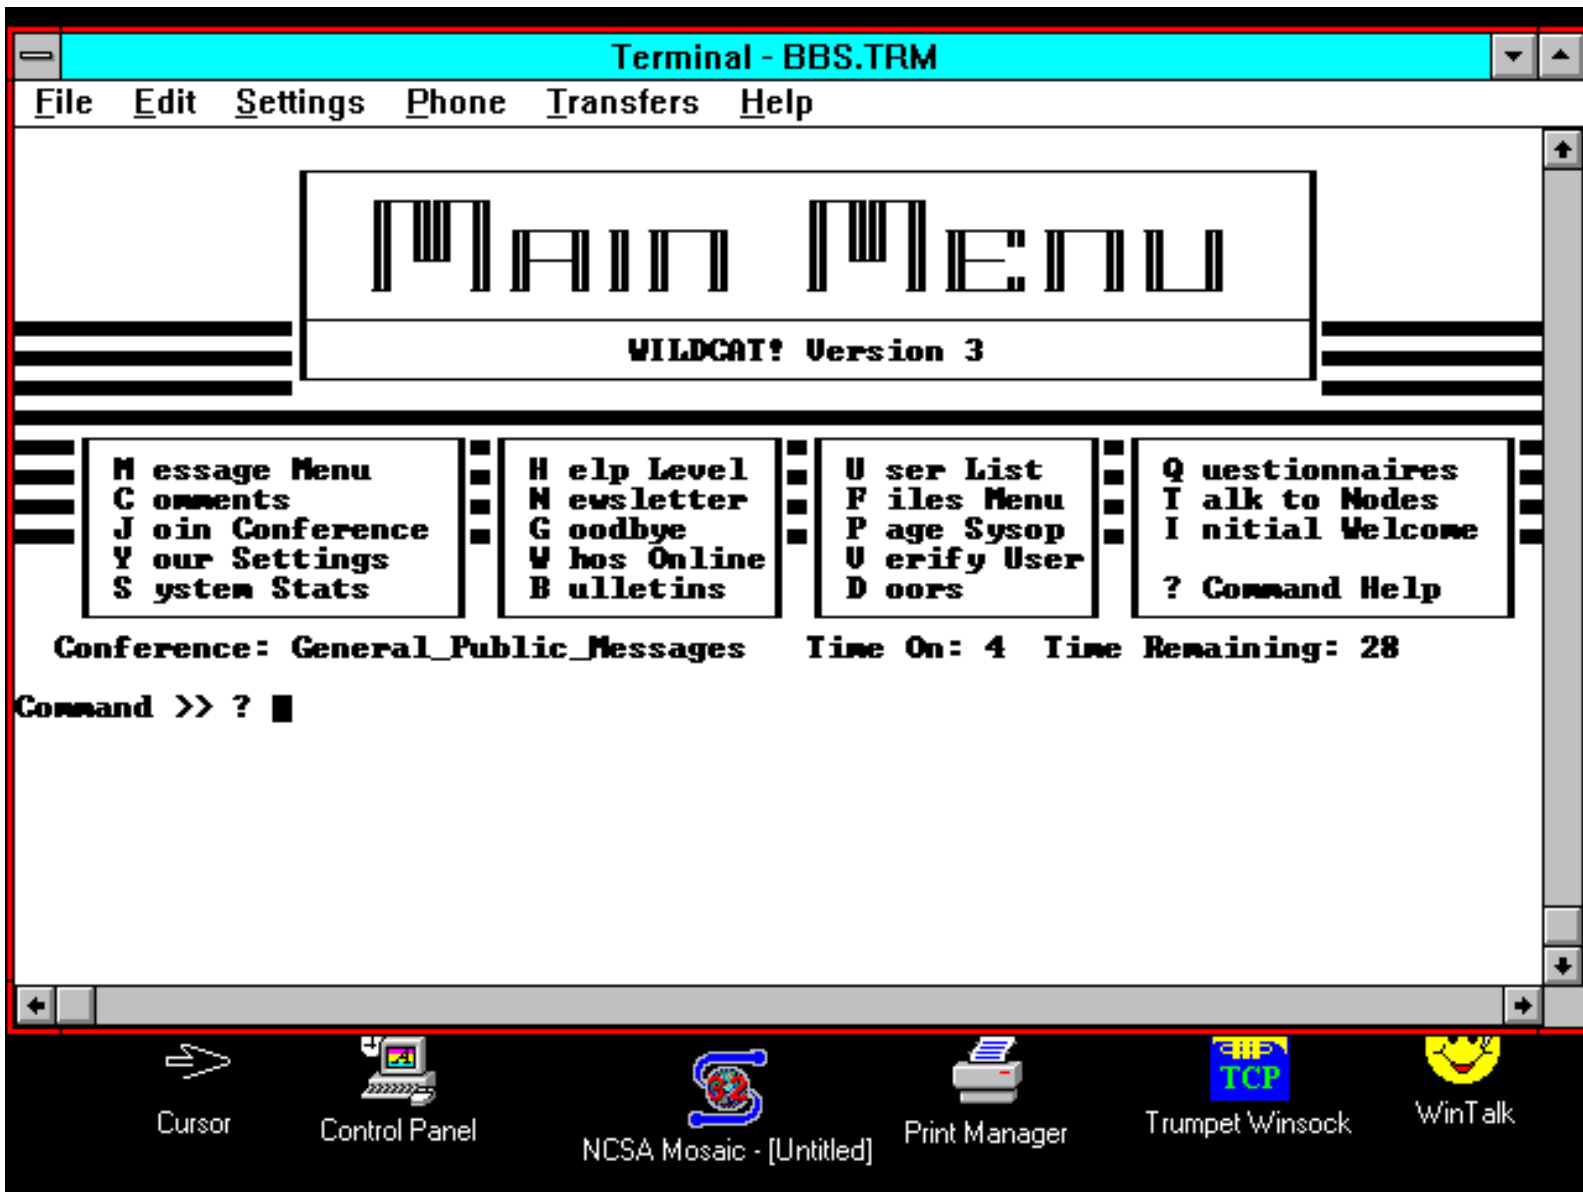 Terminal - BBS.TRM
File Edit Settings Phone Transfers Help
Main Menu
WILDCAT! Version 3
M essage Menu H elp Level U ser List Q uestionnaires
C omments N ewsletter F iles Menu T alk to Nodes
J oin Conference G oodbye P age Sysop I nitial Welcome
Y our Settings W hos Online V erify User
S ystem Stats B ulletins D oors ? Command Help
Conference: General_Public_Messages Time On: 4 Time Remaining: 28
Command >> ?
32
TCP
Cursor
Control Panel
NCSA Mosaic - [Untitled]
Print Manager
Trumpet Winsock
WinTalk